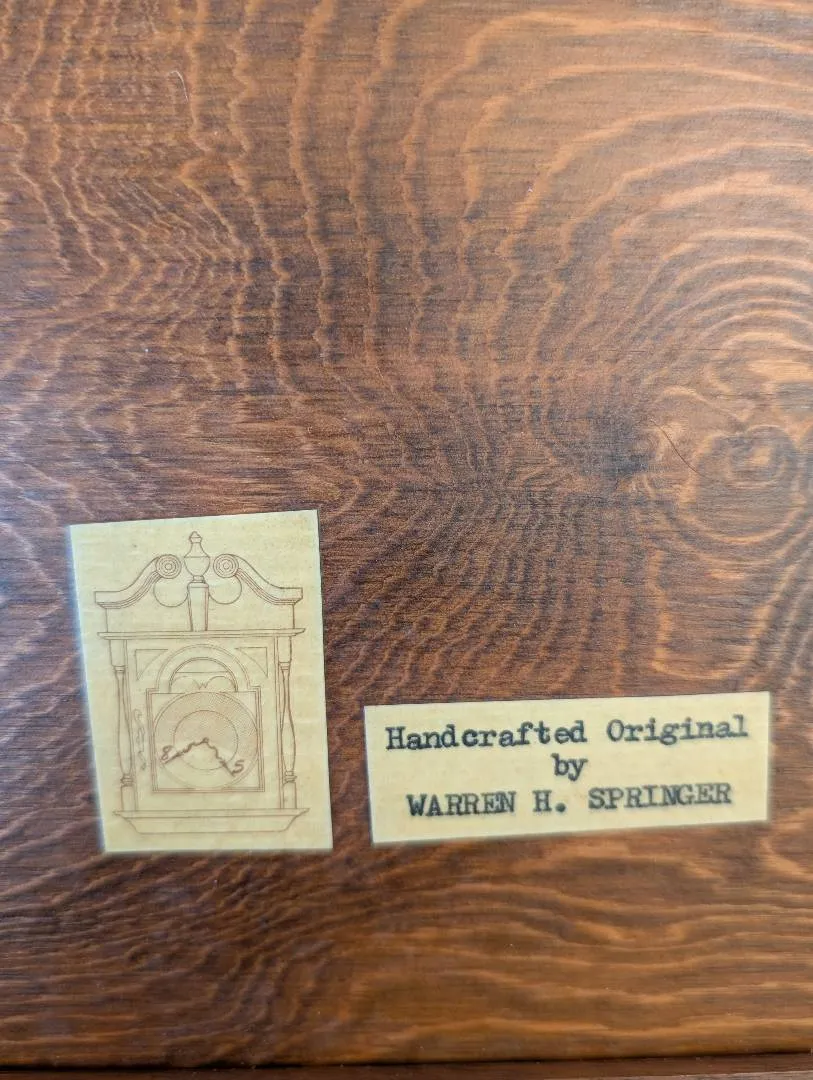 Handcrafted Original
by
WARREN H. SPRINGER